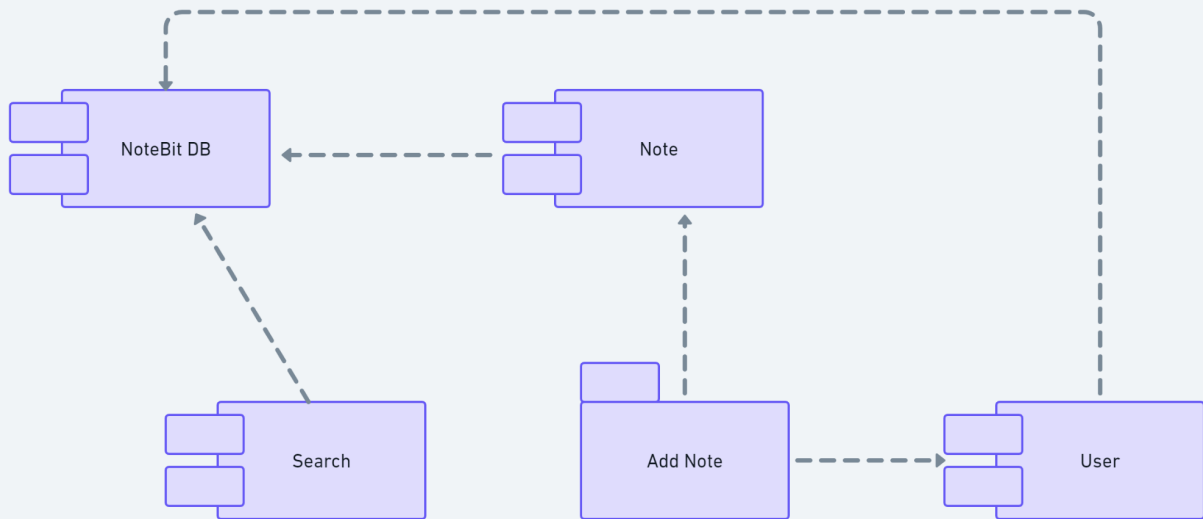 NoteBit DB
Note
Search
Add Note
User